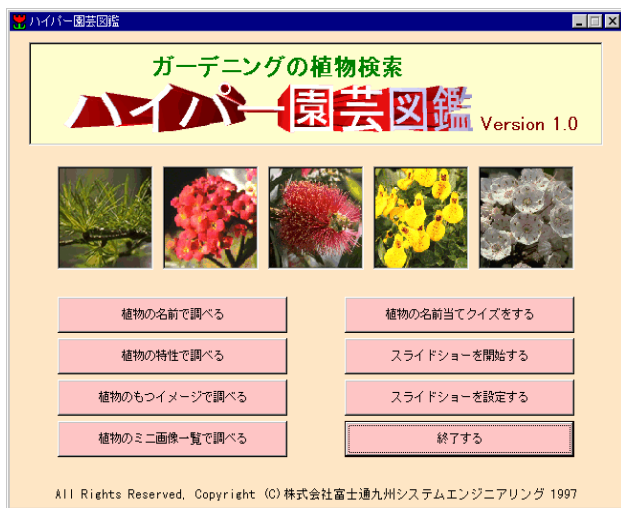 ハイパー園芸図鑑
ガーデニングの植物検索
ハイパー園芸図鑑 Version 1.0
植物の名前で調べる
植物の特性で調べる
植物のもつイメージで調べる
植物のミニ画像一覧で調べる
植物の名前当てクイズをする
スライドショーを開始する
スライドショーを設定する
終了する
All Rights Reserved, Copyright (C)株式会社富士通九州システムエンジニアリング 1997